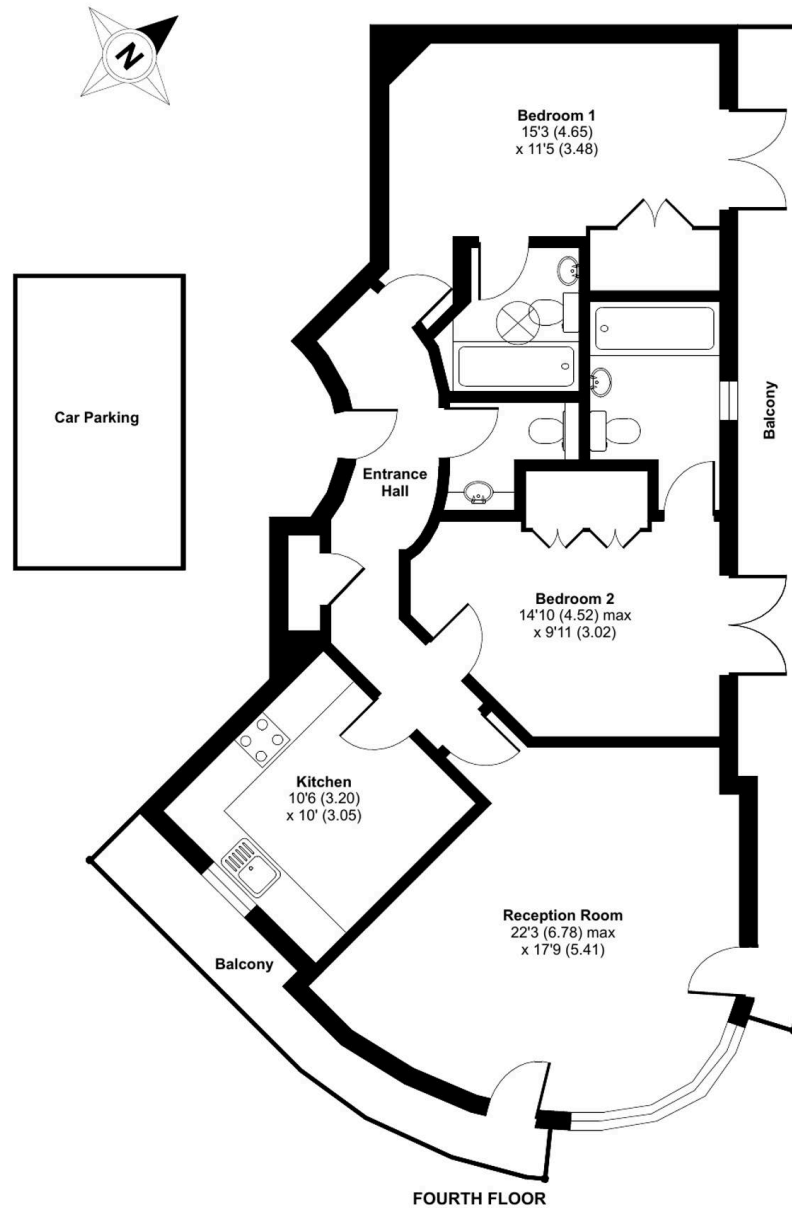 N
Bedroom 1
15'3 (4.65)
x 11'5 (3.48)
Car Parking
Balcony
Entrance
Hall
Bedroom 2
14'10 (4.52) max
x 9'11 (3.02)
Kitchen
10'6 (3.20)
x 10' (3.05)
Reception Room
22'3 (6.78) max
x 17'9 (5.41)
Balcony
FOURTH FLOOR